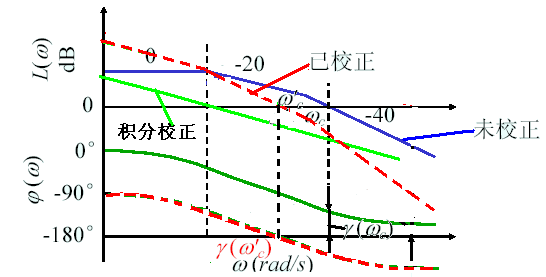 L(ω)
dB
0
-20
已校正
ω'c
ωc
-40
0
积分校正
未校正
0°
φ(ω)
-90°
-180°
γ(ω'c)
γ(ωc)
ω(rad/s)